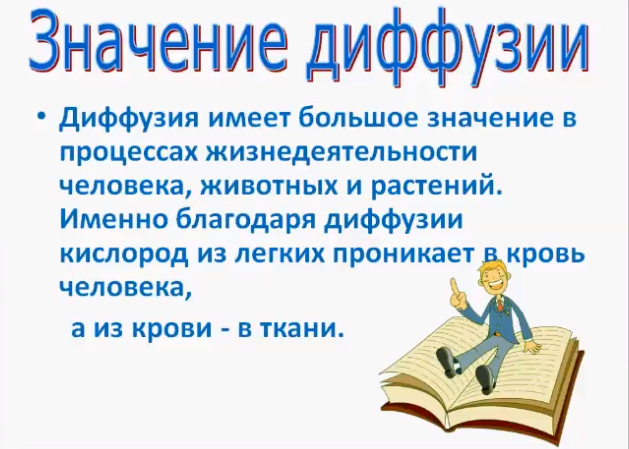 Значение диффузии
• Диффузия имеет большое значение в
процессах жизнедеятельности
человека, животных и растений.
Именно благодаря диффузии
кислород из легких проникает в кровь
человека,
а из крови - в ткани.